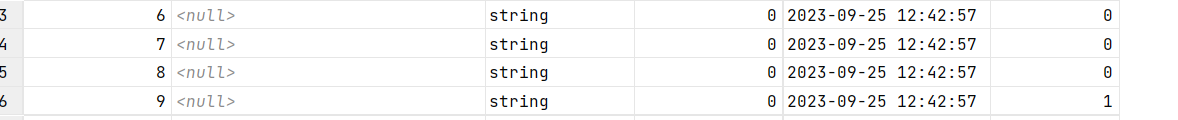 3 6 <null> string 0 2023-09-25 12:42:57 0
4 7 <null> string 0 2023-09-25 12:42:57 0
5 8 <null> string 0 2023-09-25 12:42:57 0
6 9 <null> string 0 2023-09-25 12:42:57 1